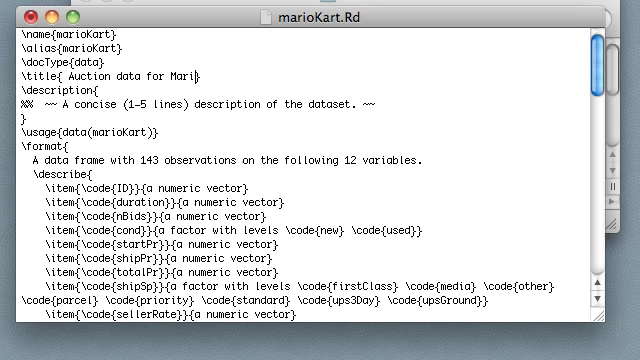 marioKart.Rd
\name{marioKart}
\alias{marioKart}
\docType{data}
\title{ Auction data for Mari}
\description{
%%  ~~ A concise (1-5 lines) description of the dataset. ~~
}
\usage{data(marioKart)}
\format{
  A data frame with 143 observations on the following 12 variables.
  \describe{
    \item{\code{ID}}{a numeric vector}
    \item{\code{duration}}{a numeric vector}
    \item{\code{nBids}}{a numeric vector}
    \item{\code{cond}}{a factor with levels \code{new} \code{used}}
    \item{\code{startPr}}{a numeric vector}
    \item{\code{shipPr}}{a numeric vector}
    \item{\code{totalPr}}{a numeric vector}
    \item{\code{shipSp}}{a factor with levels \code{firstClass} \code{media} \code{other}
\code{parcel} \code{priority} \code{standard} \code{ups3Day} \code{upsGround}}
    \item{\code{sellerRate}}{a numeric vector}